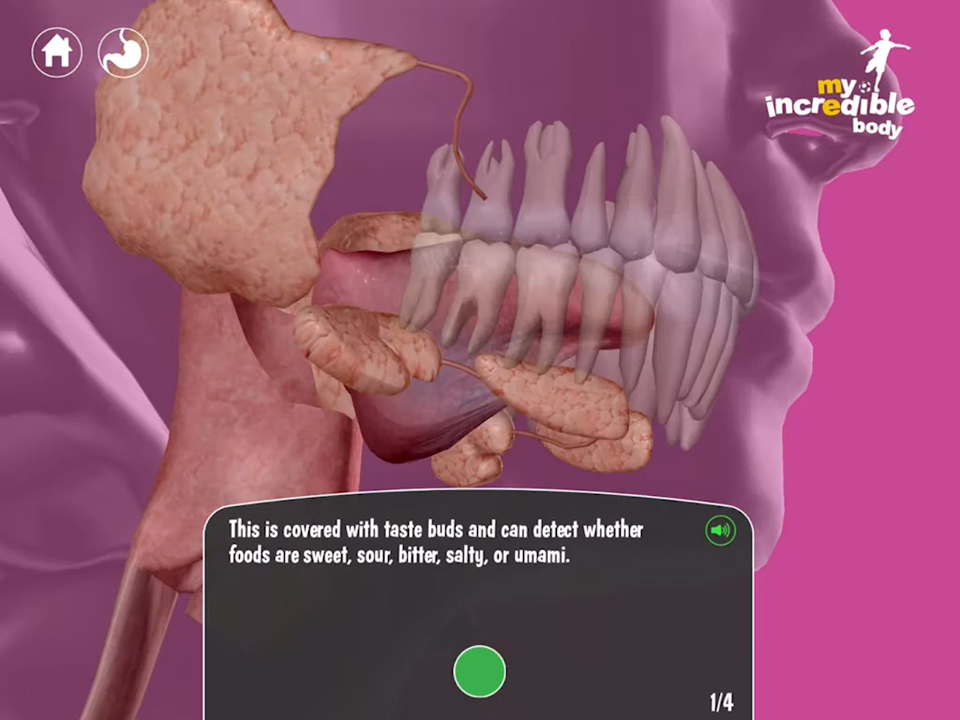 my
incredible
body
This is covered with taste buds and can detect whether
foods are sweet, sour, bitter, salty, or umami.
1/4